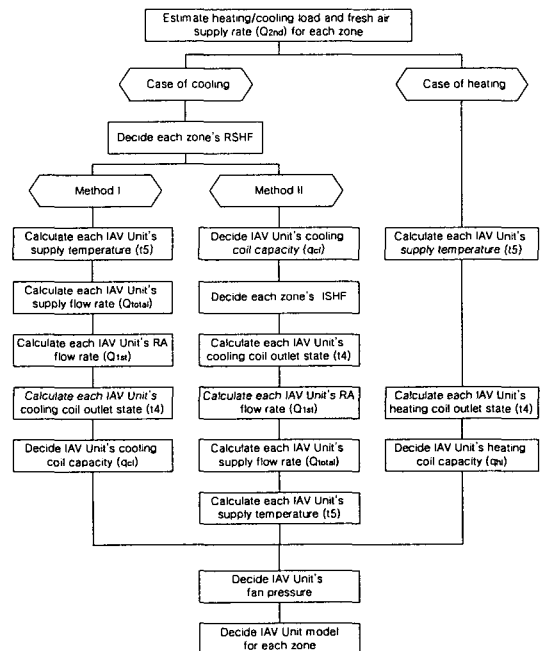 Estimate heating/cooling load and fresh air
supply rate (Q2nd) for each zone
Case of cooling
Case of heating
Decide each zone's RSHF
Method I
Method II
Calculate each IAV Unit's
supply temperature (t5)
Calculate each IAV Unit's
supply flow rate (Qtotal)
Calculate each IAV Unit's RA
flow rate (Q1st)
Calculate each IAV Unit's
cooling coil outlet state (t4)
Decide IAV Unit's cooling
coil capacity (qcl)
Decide IAV Unit's cooling
coil capacity (qcl)
Decide each zone's ISHF
Calculate each IAV Unit's
cooling coil outlet state (t4)
Calculate each IAV Unit's RA
flow rate (Q1st)
Calculate each IAV Unit's
supply flow rate (Qtotal)
Calculate each IAV Unit's
supply temperature (t5)
Calculate each IAV Unit's
supply temperature (t5)
Calculate each IAV Unit's
heating coil outlet state (t4)
Decide IAV Unit's heating
coil capacity (qhl)
Decide IAV Unit's
fan pressure
Decide IAV Unit model
for each zone